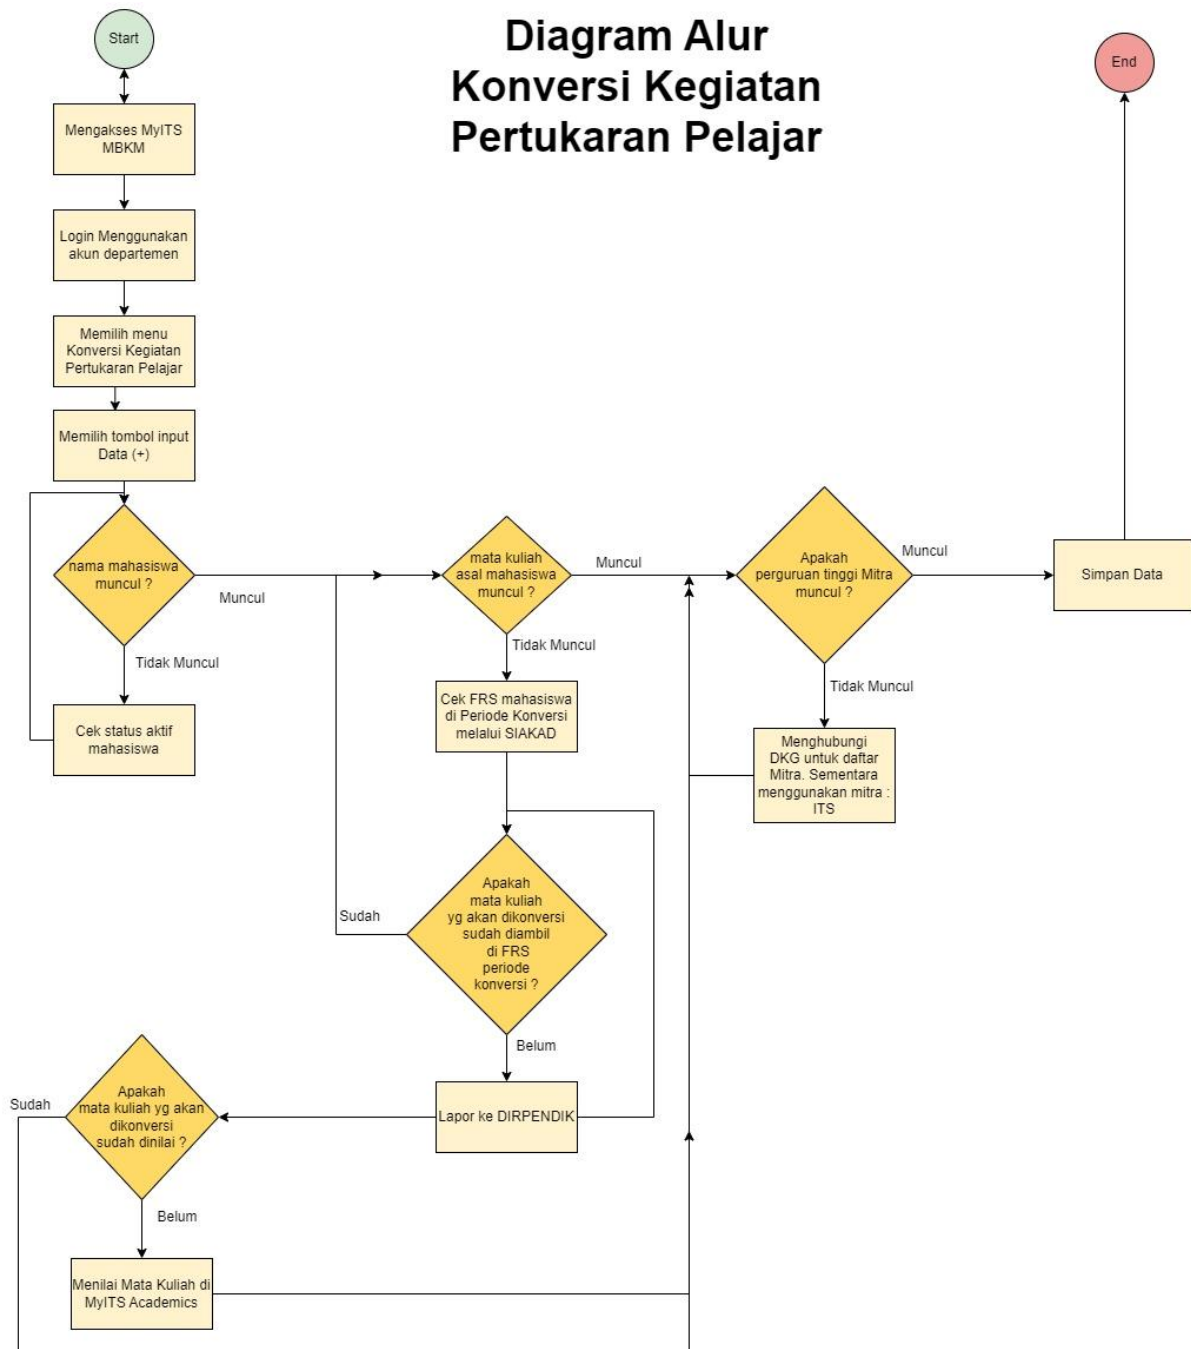 Diagram Alur
Konversi Kegiatan
Pertukaran Pelajar
Start
End
Mengakses MyITS
MBKM
Login Menggunakan
akun departemen
Memilih menu
Konversi Kegiatan
Pertukaran Pelajar
Memilih tombol input
Data (+)
nama mahasiswa
muncul ?
Muncul
Tidak Muncul
Cek status aktif
mahasiswa
mata kuliah
asal mahasiswa
muncul ?
Muncul
Tidak Muncul
Cek FRS mahasiswa
di Periode Konversi
melalui SIAKAD
Apakah
perguruan tinggi Mitra
muncul ?
Muncul
Simpan Data
Tidak Muncul
Menghubungi
DKG untuk daftar
Mitra. Sementara
menggunakan mitra :
ITS
Apakah
mata kuliah
yg akan dikonversi
sudah diambil
di FRS
periode
konversi ?
Sudah
Belum
Lapor ke DIRPENDIK
Apakah
mata kuliah yg akan
dikonversi
sudah dinilai ?
Sudah
Belum
Menilai Mata Kuliah di
MyITS Academics